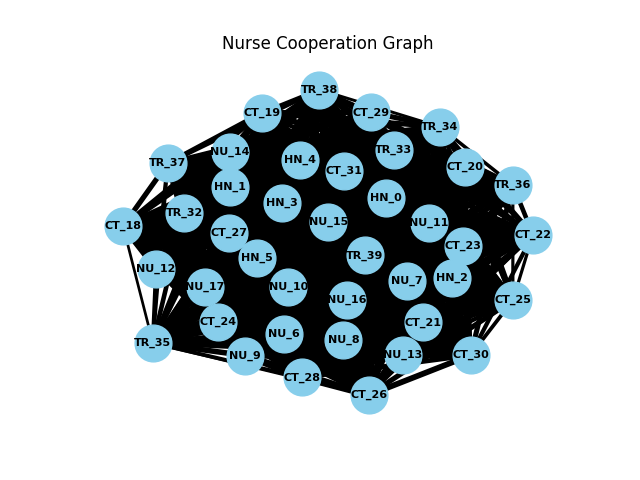 Nurse Cooperation Graph
TR_38
CT_19
CT_29
TR_34
NU_14
TR_33
TR_37
HN_4
CT_31
CT_20
HN_1
TR_36
HN_3
HN_0
TR_32
NU_15
NU_11
CT_18
CT_27
CT_22
CT_23
HN_5
TR_39
NU_12
HN_2
NU_7
NU_17
NU_10
NU_16
CT_25
CT_24
CT_21
NU_6
NU_8
TR_35
NU_9
NU_13
CT_30
CT_28
CT_26